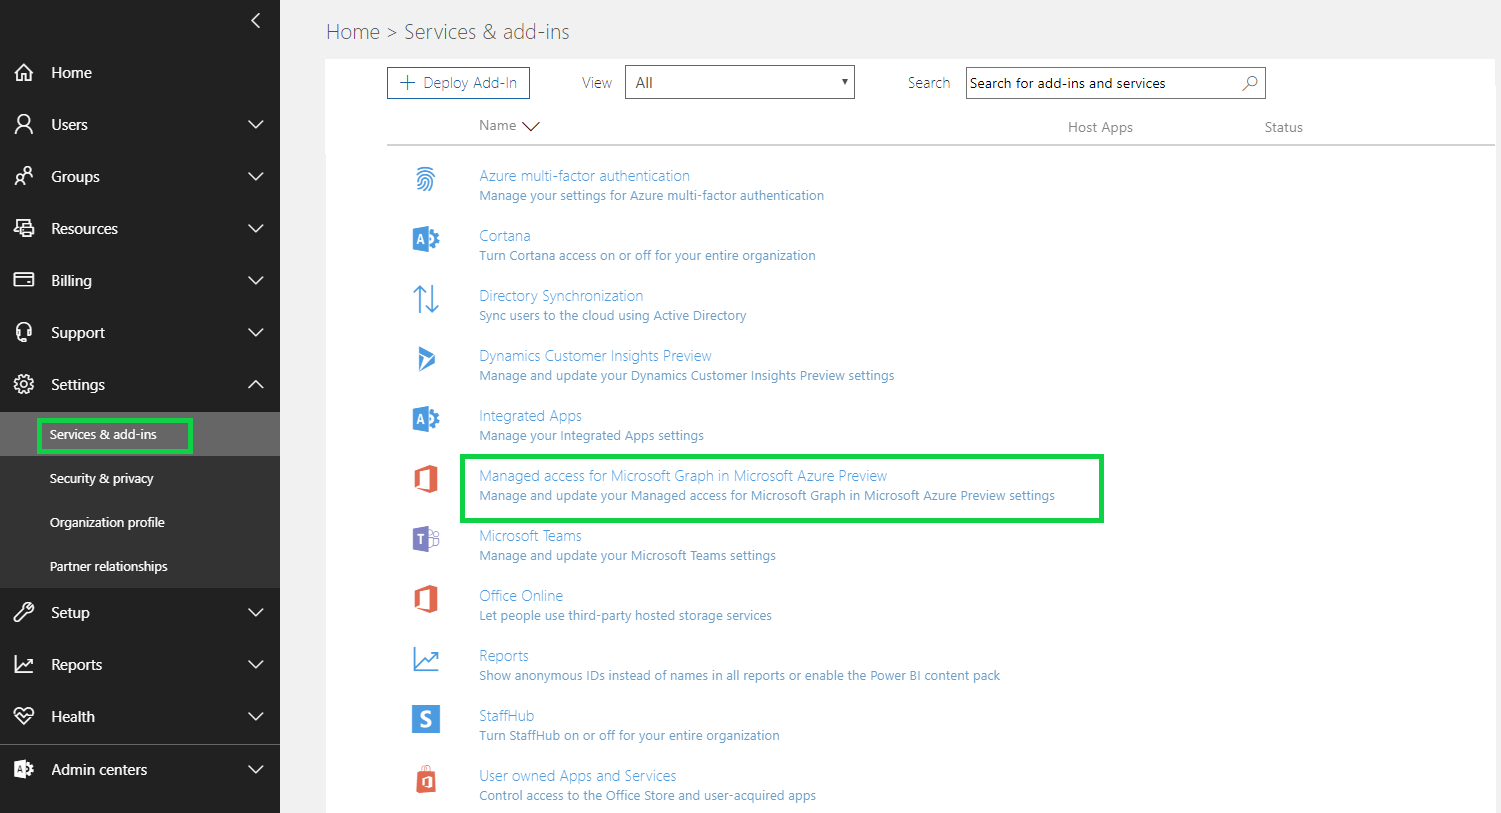 Home
Users
Groups
Resources
Billing
Support
Settings
Services & add-ins
Security & privacy
Organization profile
Partner relationships
Setup
Reports
Health
Admin centers
Home > Services & add-ins
Deploy Add-In
View
All
Search
Search for add-ins and services
Name
Host Apps
Status
Azure multi-factor authentication
Manage your settings for Azure multi-factor authentication
A
Cortana
Turn Cortana access on or off for your entire organization
Directory Synchronization
Sync users to the cloud using Active Directory
Dynamics Customer Insights Preview
Manage and update your Dynamics Customer Insights Preview settings
A
Integrated Apps
Manage your Integrated Apps settings
Managed access for Microsoft Graph in Microsoft Azure Preview
Manage and update your Managed access for Microsoft Graph in Microsoft Azure Preview settings
T
Microsoft Teams
Manage and update your Microsoft Teams settings
Office Online
Let people use third-party hosted storage services
Reports
Show anonymous IDs instead of names in all reports or enable the Power BI content pack
S
StaffHub
Turn StaffHub on or off for your entire organization
User owned Apps and Services
Control access to the Office Store and user-acquired apps